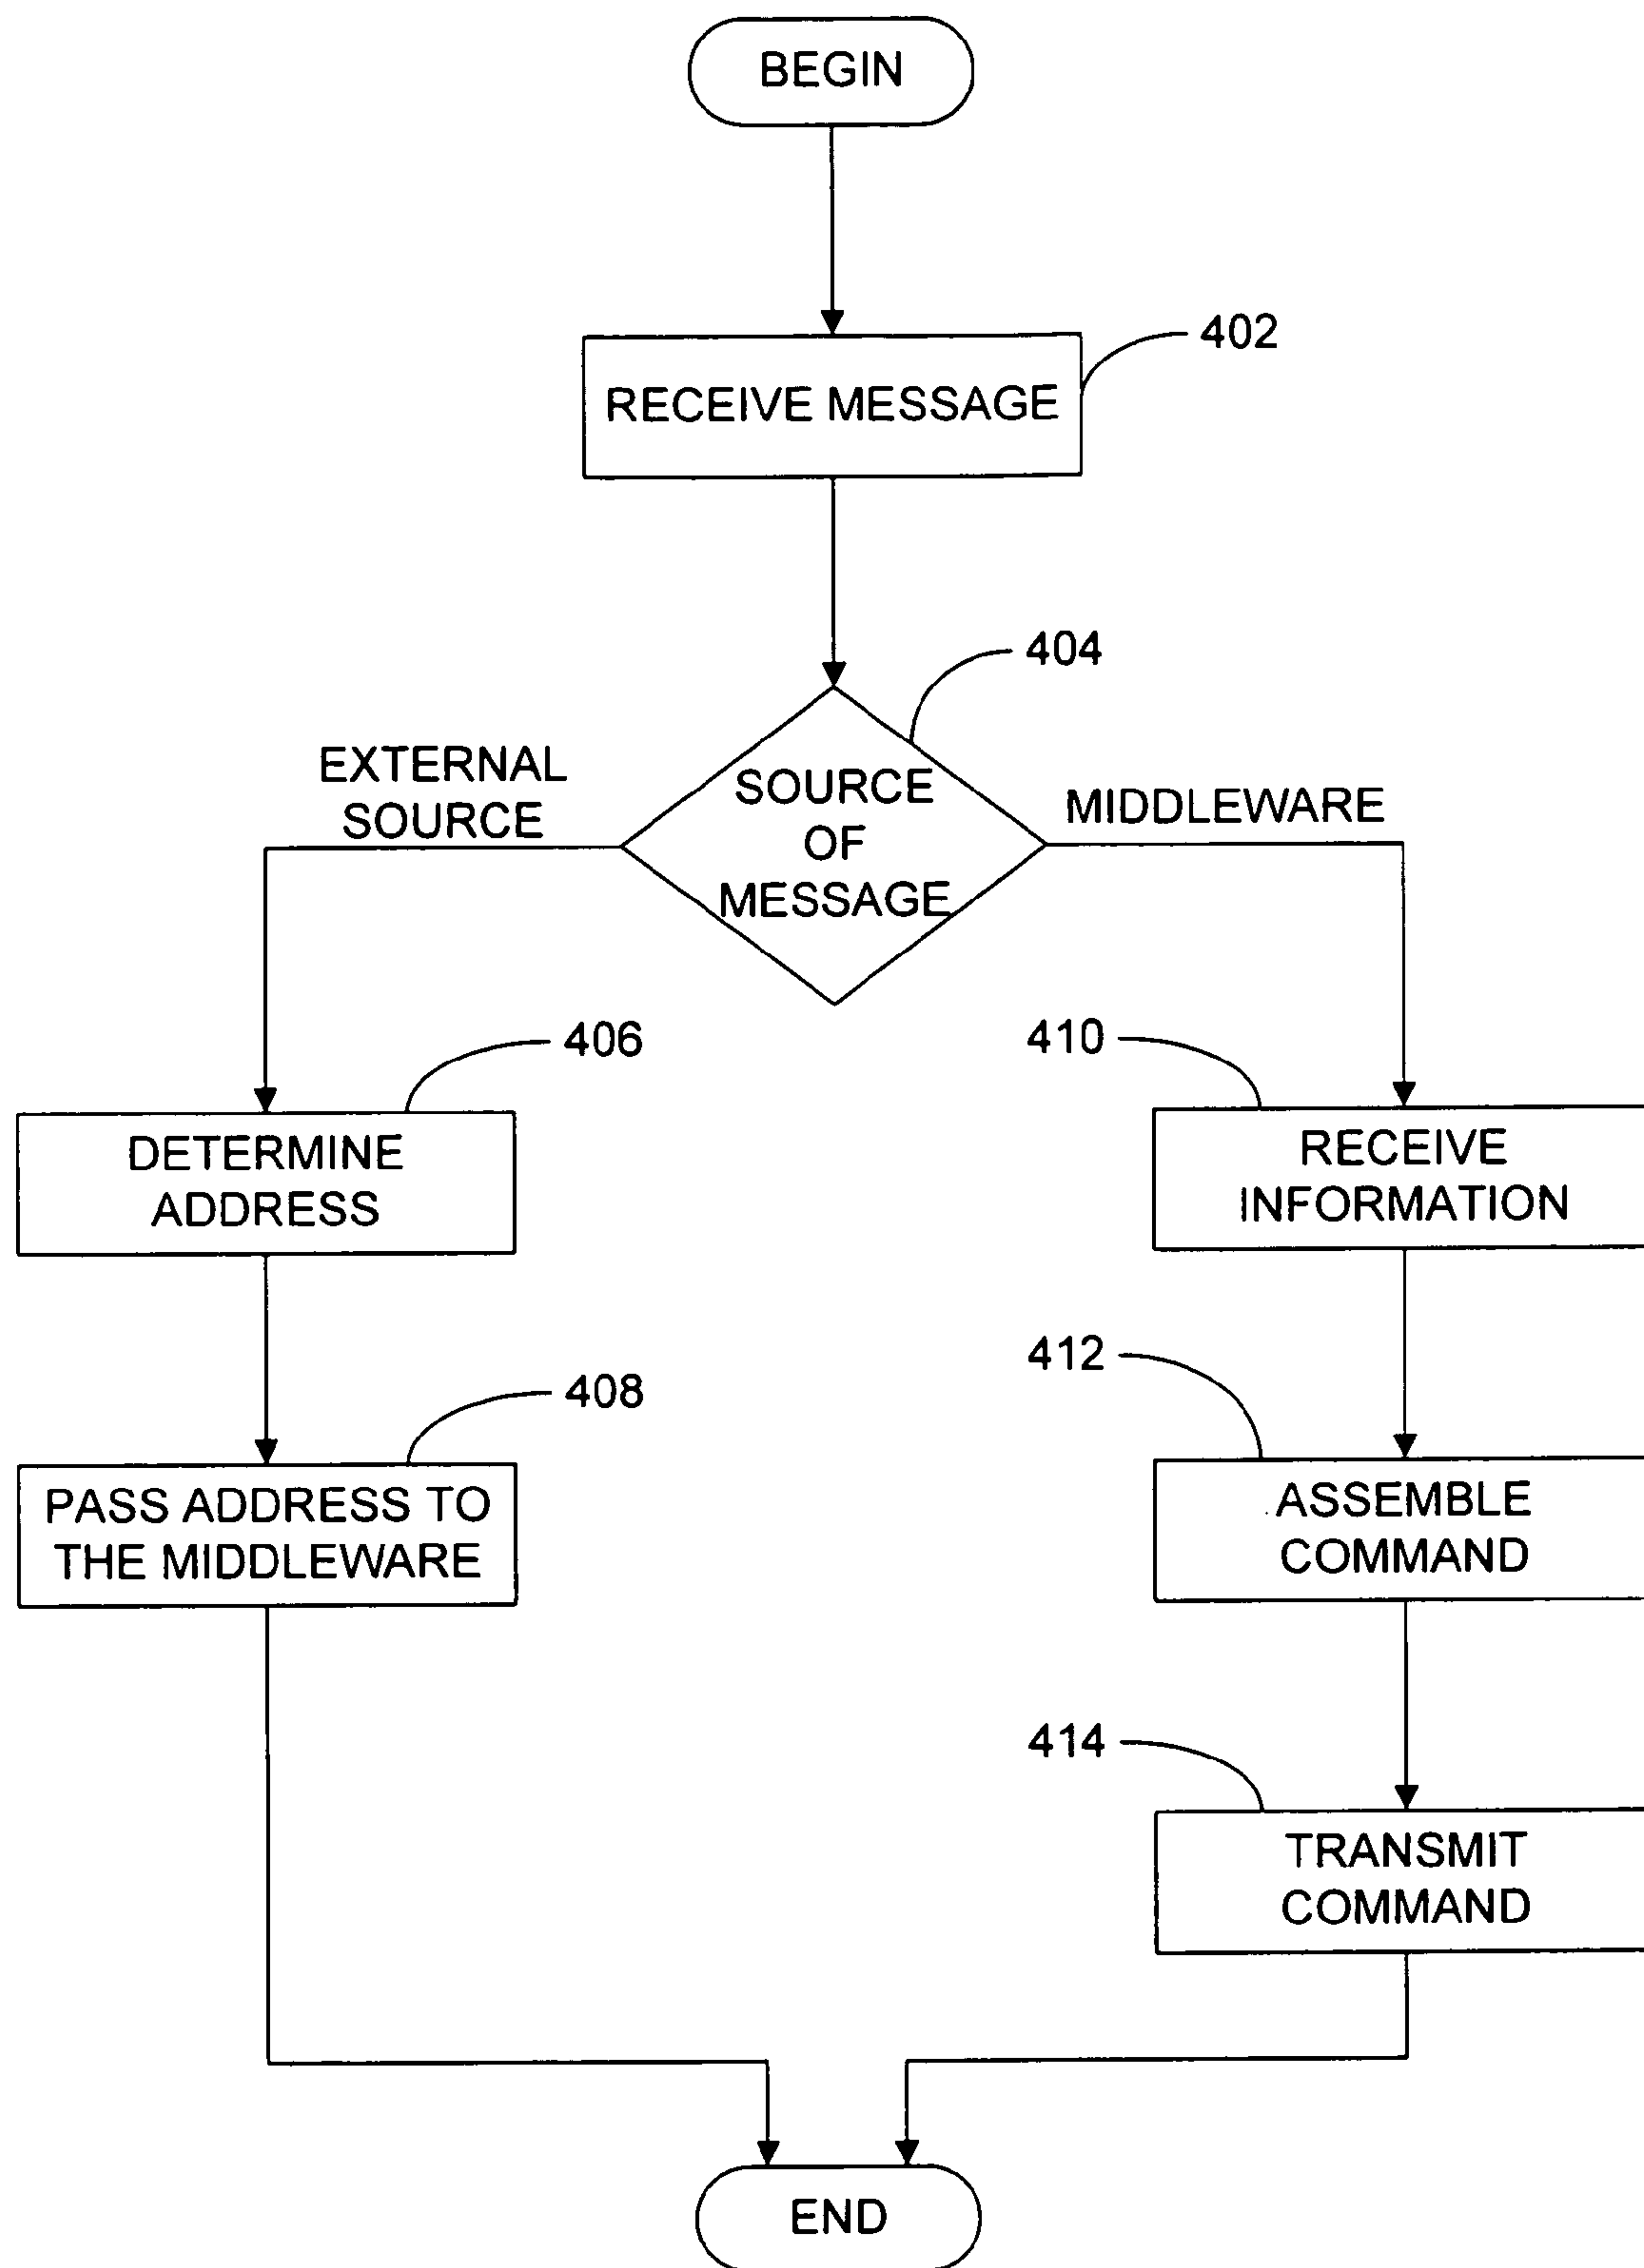 BEGIN
402
RECEIVE MESSAGE
404
EXTERNAL
SOURCE
SOURCE
OF
MESSAGE
MIDDLEWARE
406
DETERMINE
ADDRESS
408
PASS ADDRESS TO
THE MIDDLEWARE
410
RECEIVE
INFORMATION
412
ASSEMBLE
COMMAND
414
TRANSMIT
COMMAND
END